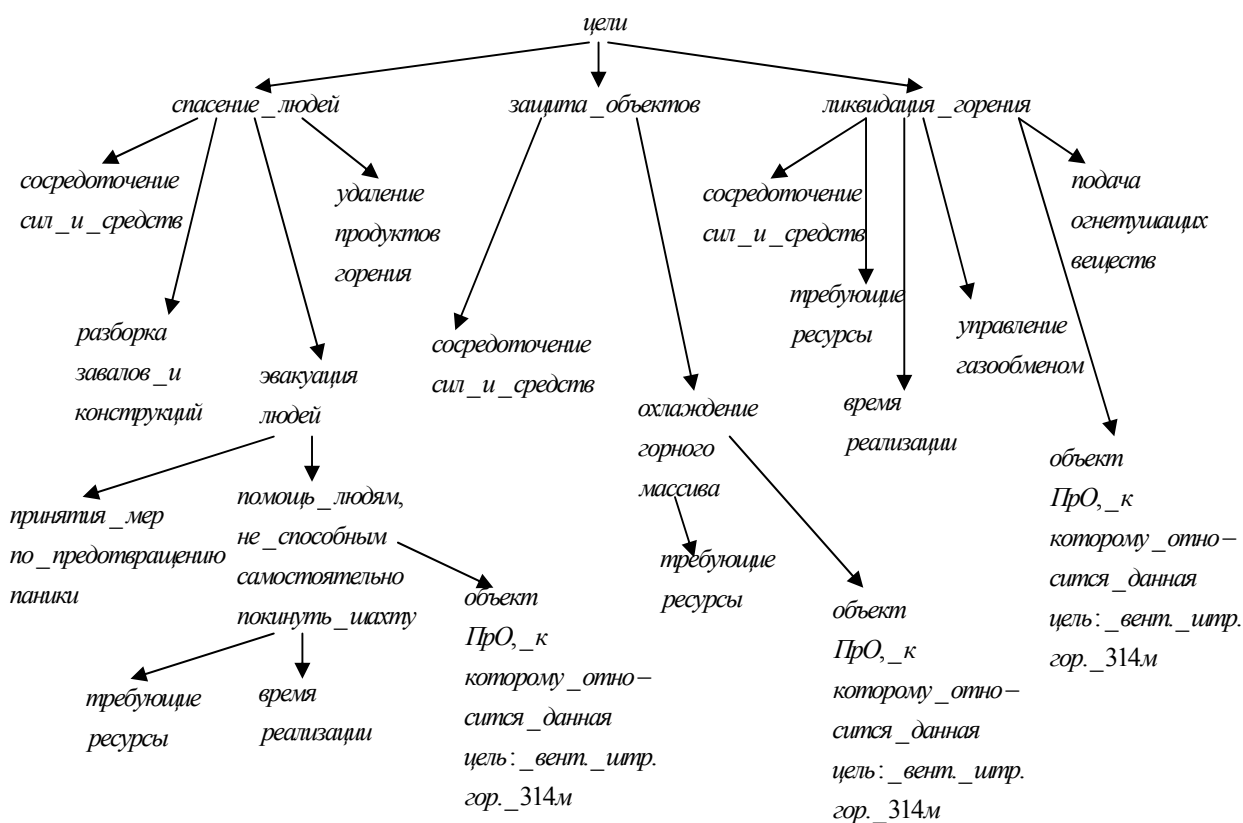 цели
спасение_людей
защита_объектов
ликвидация_горения
сосредоточение
сил_и_средств
удаление
продуктов
горения
сосредоточение
сил_и_средств
подача
огнетушащих
веществ
разборка
завалов_и
конструкций
эвакуация
людей
сосредоточение
сил_и_средств
требующие
ресурсы
управление
газообменом
охлаждение
горного
массива
время
реализации
принятия_мер
по_предотвращению
паники
помощь_людям,
не_способным
самостоятельно
покинуть_шахту
требующие
ресурсы
объект
ПрО,_к
которому_отно–
сится_данная
цель:_вент._штр.
гор._314м
требующие
ресурсы
время
реализации
объект
ПрО,_к
которому_отно–
сится_данная
цель:_вент._штр.
гор._314м
объект
ПрО,_к
которому_отно–
сится_данная
цель:_вент._штр.
гор._314м